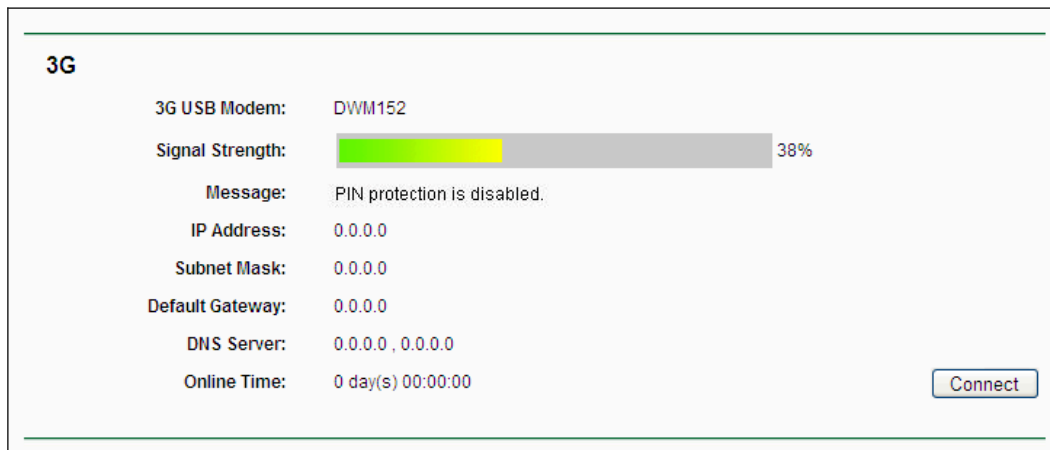 3G
3G USB Modem: DWM152
Signal Strength: 38%
Message: PIN protection is disabled.
IP Address: 0.0.0.0
Subnet Mask: 0.0.0.0
Default Gateway: 0.0.0.0
DNS Server: 0.0.0.0 , 0.0.0.0
Online Time: 0 day(s) 00:00:00 Connect